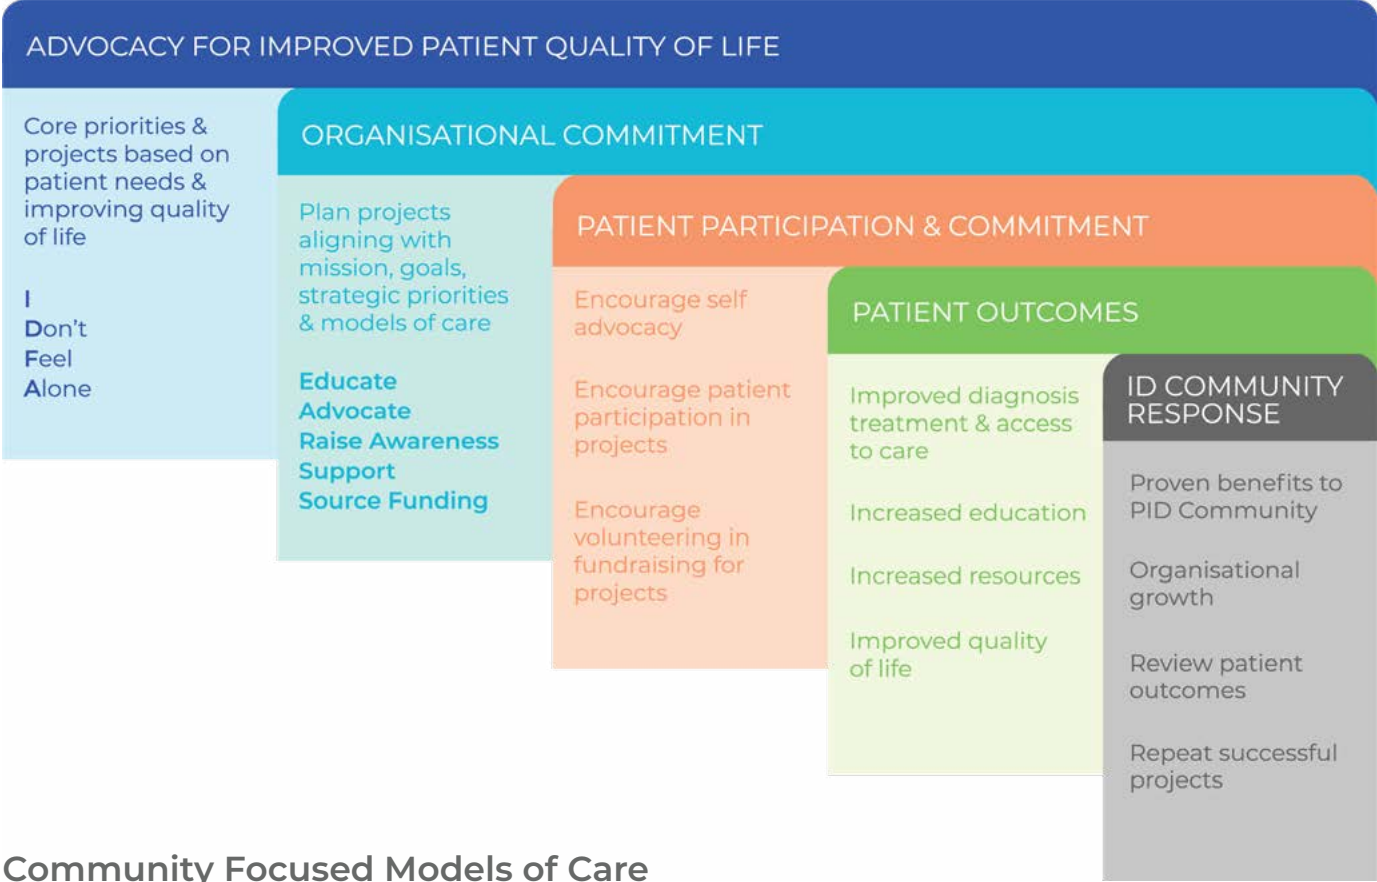 ADVOCACY FOR IMPROVED PATIENT QUALITY OF LIFE
Core priorities &
projects based on
patient needs &
improving quality
of life
I
Don't
Feel
Alone
ORGANISATIONAL COMMITMENT
Plan projects
aligning with
mission, goals,
strategic priorities
& models of care
Educate
Advocate
Raise Awareness
Support
Source Funding
PATIENT PARTICIPATION & COMMITMENT
Encourage self
advocacy
Encourage patient
participation in
projects
Encourage
volunteering in
fundraising for
projects
PATIENT OUTCOMES
Improved diagnosis
treatment & access
to care
Increased education
Increased resources
Improved quality
of life
ID COMMUNITY
RESPONSE
Proven benefits to
PID Community
Organisational
growth
Review patient
outcomes
Repeat successful
projects
Community Focused Models of Care